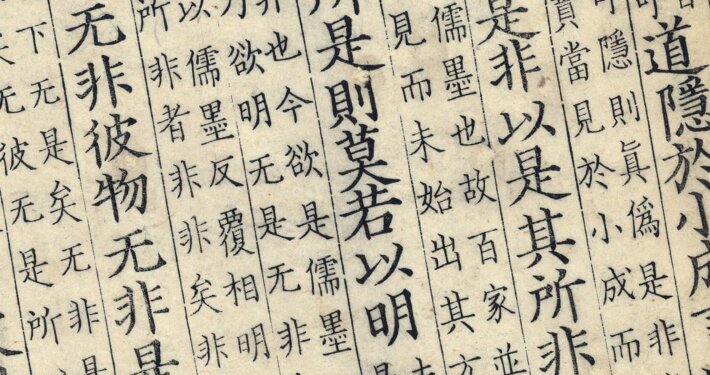 道隱於小成
隱則眞僞是非
當見於小成而
是非以是其所非
儒墨也故百家並
見而未始出其方
所是則莫若以明
非也今欲是儒墨
欲明无是无非
以儒墨反覆相明
所非者非非矣非
无非彼物无非是
下无是矣无非
无彼无是所